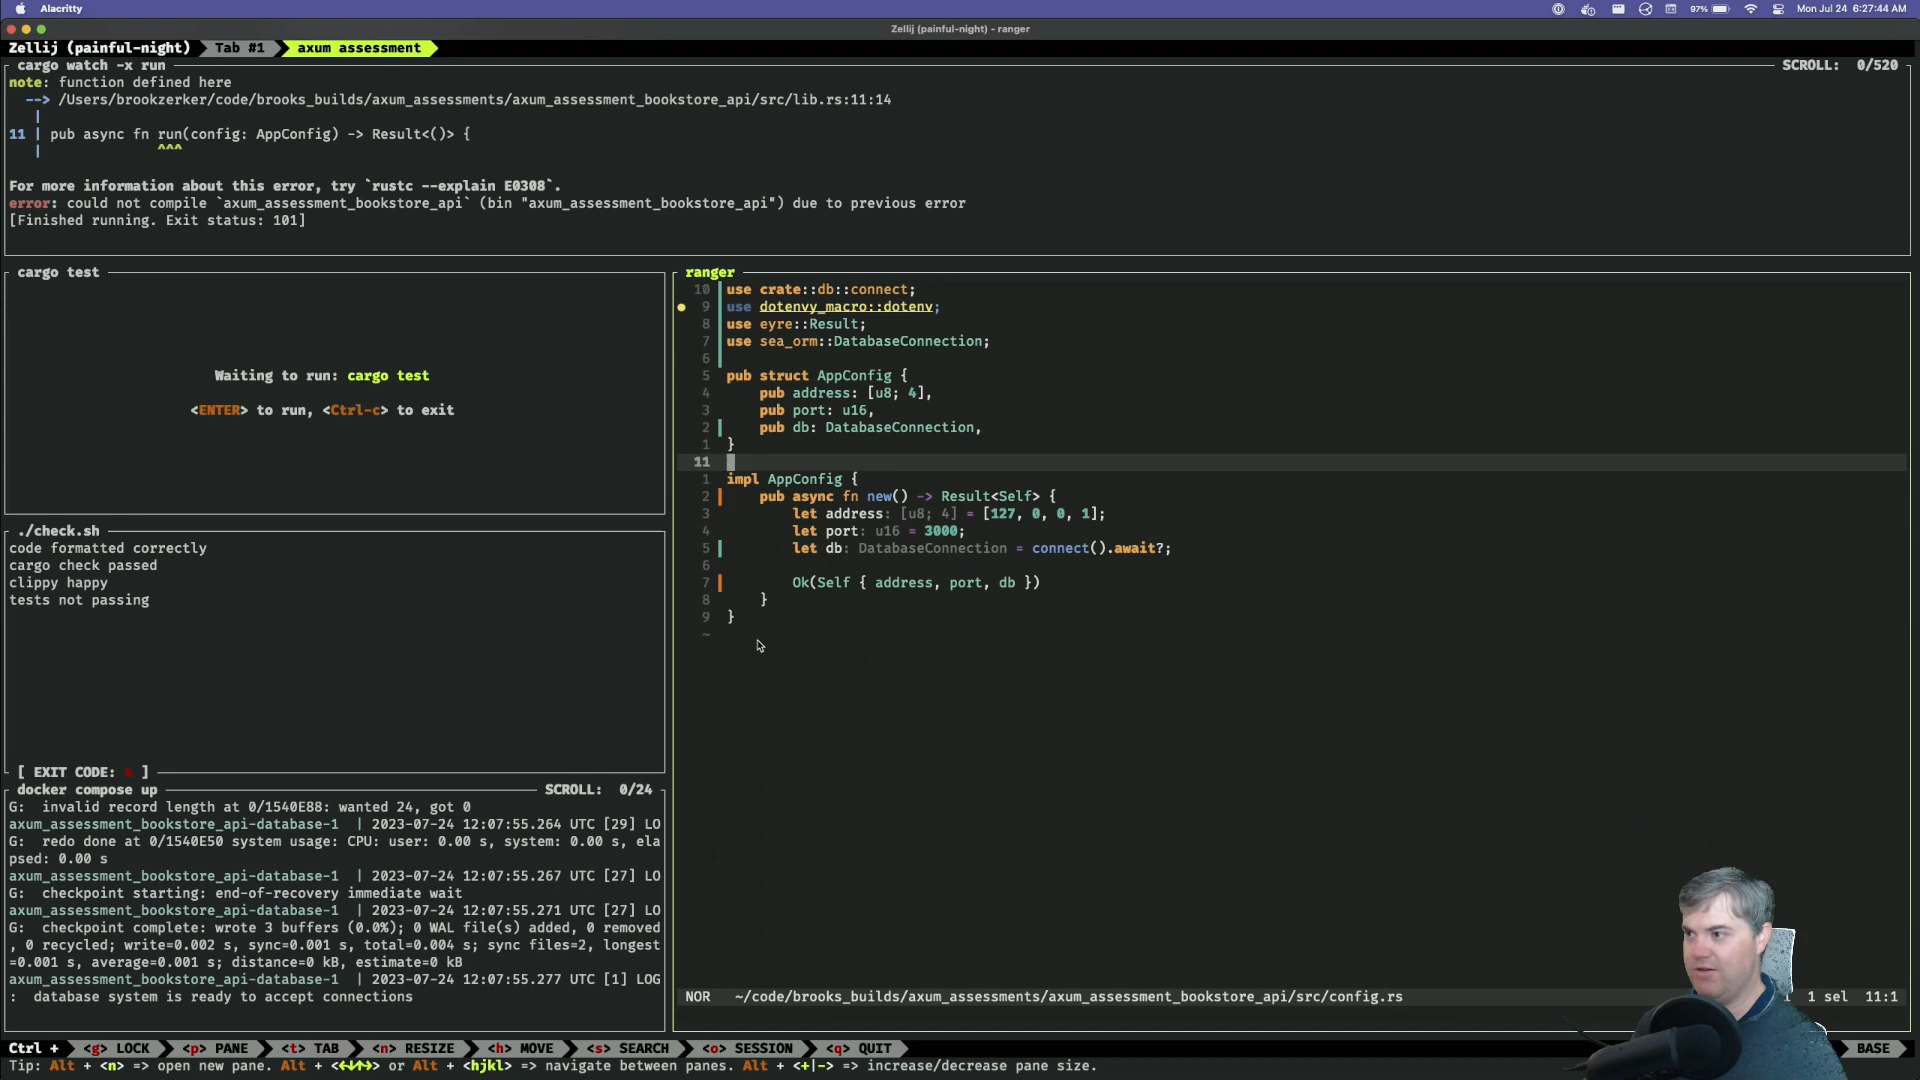 Alacritty
97%
Mon Jul 24 6:27:44 AM
Zellij (painful-night) - ranger
Zellij (painful-night) Tab #1 axum assessment
cargo watch -x run SCROLL: 0/520
note: function defined here
--> /Users/brookzerker/code/brooks_builds/axum_assessments/axum_assessment_bookstore_api/src/lib.rs:11:14
|
11 | pub async fn run(config: AppConfig) -> Result<()> {
| ^^^
For more information about this error, try `rustc --explain E0308`.
error: could not compile `axum_assessment_bookstore_api` (bin "axum_assessment_bookstore_api") due to previous error
[Finished running. Exit status: 101]
cargo test
Waiting to run: cargo test
<ENTER> to run, <Ctrl-c> to exit
./check.sh
code formatted correctly
cargo check passed
clippy happy
tests not passing
[ EXIT CODE: ]
docker compose up SCROLL: 0/24
G: invalid record length at 0/1540E88: wanted 24, got 0
axum_assessment_bookstore_api-database-1 | 2023-07-24 12:07:55.264 UTC [29] LO
G: redo done at 0/1540E50 system usage: CPU: user: 0.00 s, system: 0.00 s, ela
psed: 0.00 s
axum_assessment_bookstore_api-database-1 | 2023-07-24 12:07:55.267 UTC [27] LO
G: checkpoint starting: end-of-recovery immediate wait
axum_assessment_bookstore_api-database-1 | 2023-07-24 12:07:55.271 UTC [27] LO
G: checkpoint complete: wrote 3 buffers (0.0%); 0 WAL file(s) added, 0 removed
, 0 recycled; write=0.002 s, sync=0.001 s, total=0.004 s; sync files=2, longest
=0.001 s, average=0.001 s; distance=0 kB, estimate=0 kB
axum_assessment_bookstore_api-database-1 | 2023-07-24 12:07:55.277 UTC [1] LOG
: database system is ready to accept connections
ranger
10 use crate::db::connect;
9 use dotenvy_macro::dotenv;
8 use eyre::Result;
7 use sea_orm::DatabaseConnection;
6
5 pub struct AppConfig {
4 pub address: [u8; 4],
3 pub port: u16,
2 pub db: DatabaseConnection,
1 }
11
1 impl AppConfig {
2 pub async fn new() -> Result<Self> {
3 let address: [u8; 4] = [127, 0, 0, 1];
4 let port: u16 = 3000;
5 let db: DatabaseConnection = connect().await?;
6
7 Ok(Self { address, port, db })
8 }
9 }
~
NOR ~/code/brooks_builds/axum_assessments/axum_assessment_bookstore_api/src/config.rs 1 sel 11:1
Ctrl + <g> LOCK <p> PANE <t> TAB <n> RESIZE <h> MOVE <s> SEARCH <o> SESSION <q> QUIT BASE
Tip: Alt + <n> => open new pane. Alt + <←↓↑→> or Alt + <hjkl> => navigate between panes. Alt + <+|-> => increase/decrease pane size.